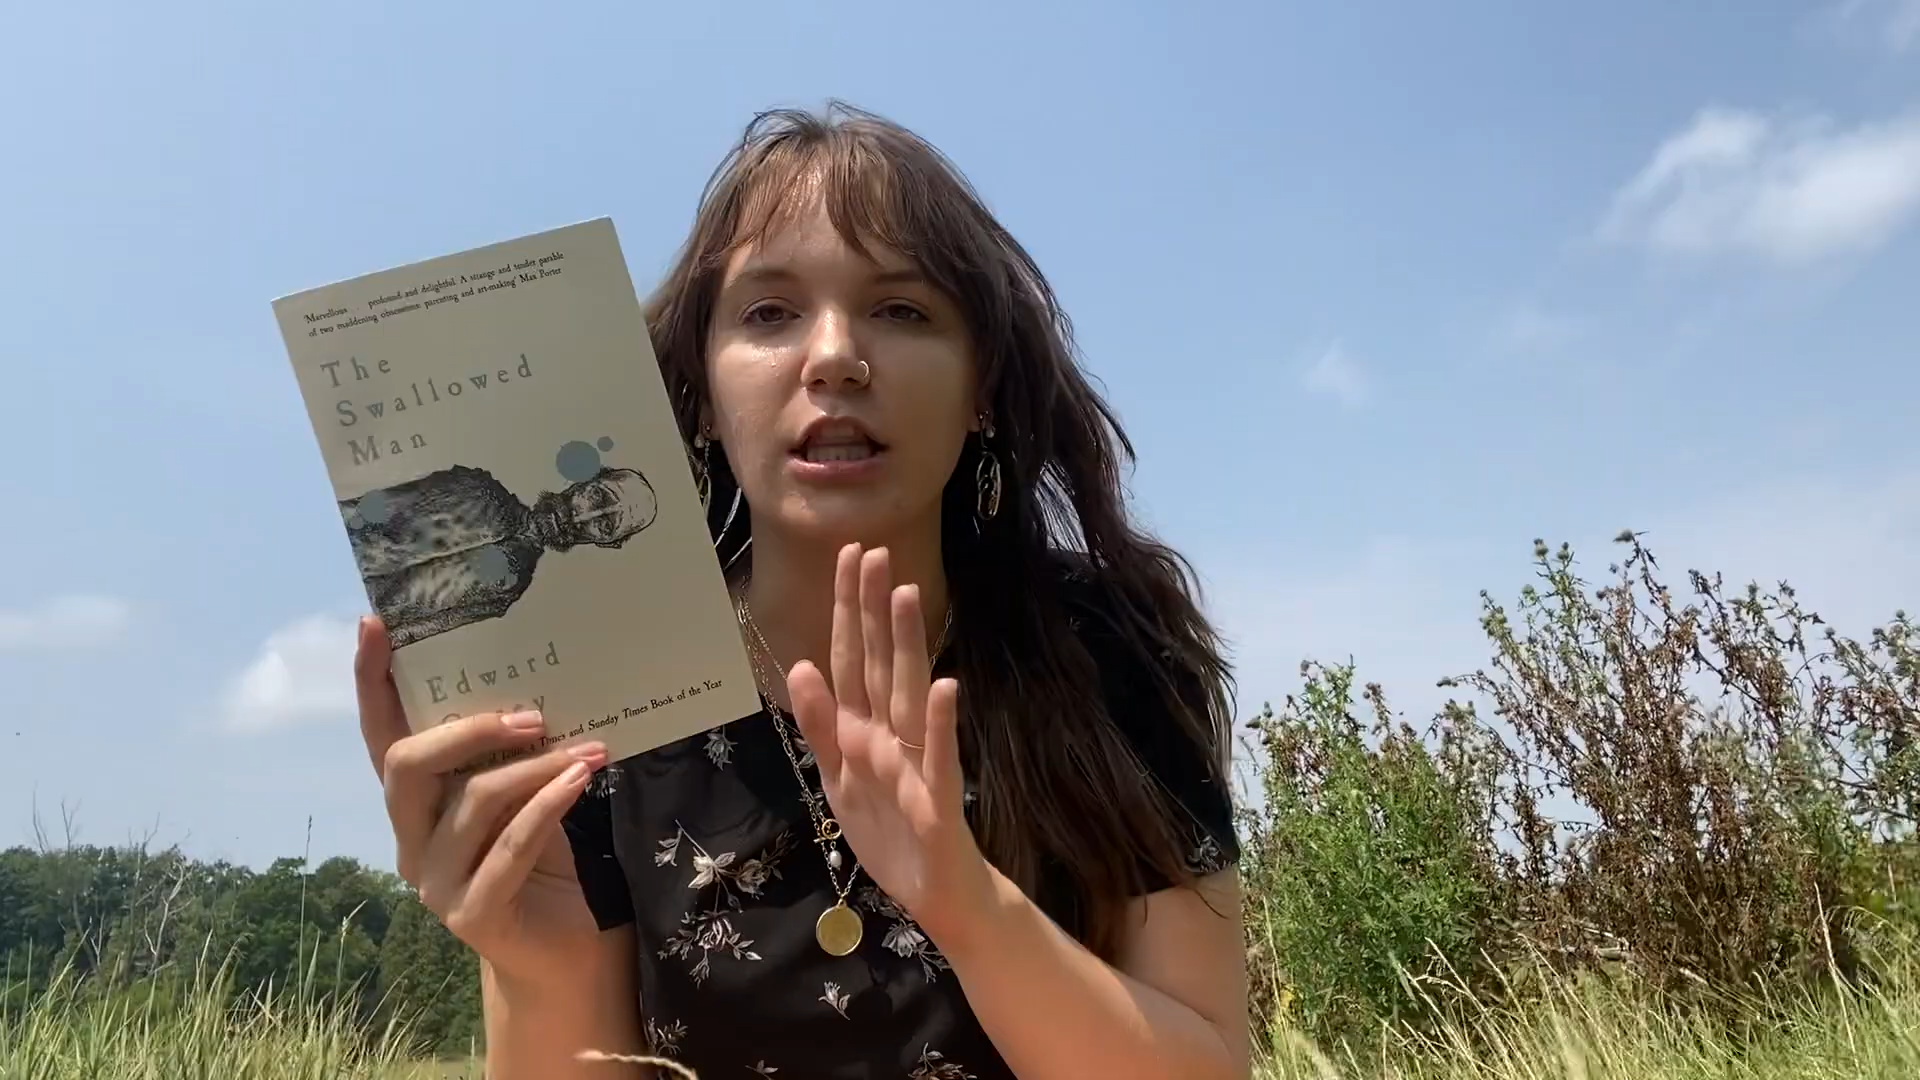 'Marvellous . . . profound and delightful. A strange and tender parable
of two maddening obsessions: parenting and art-making' Max Porter
The
Swallowed
Man
Edward
Times and Sunday Times Book of the Year